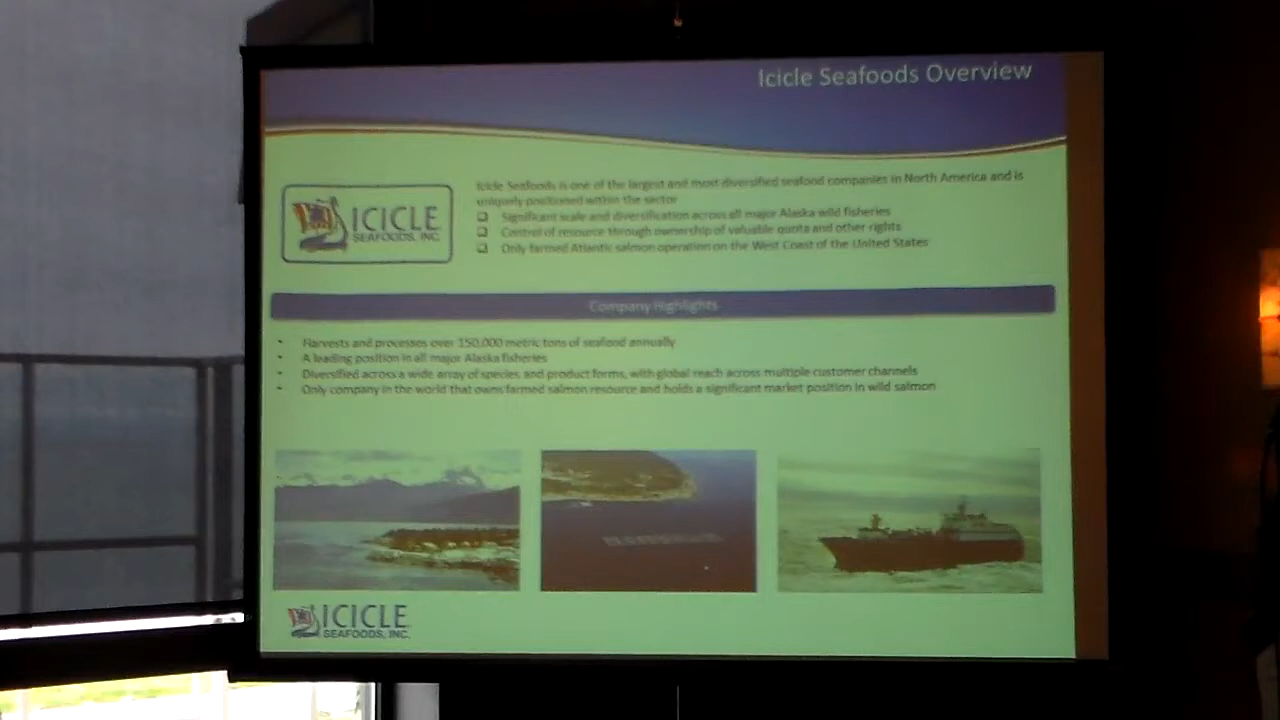 Icicle Seafoods Overview
ICICLE
SEAFOODS, INC.
Icicle Seafoods is one of the largest and most diversified seafood companies in North America and is
uniquely positioned within the sector
Significant scale and diversification across all major Alaska wild fisheries
Control of resource through ownership of valuable quota and other rights
Only farmed Atlantic salmon operation on the West Coast of the United States
Company Highlights
Harvests and processes over 150,000 metric tons of seafood annually
A leading position in all major Alaska fisheries
Diversified across a wide array of species and product forms, with global reach across multiple customer channels
Only company in the world that owns farmed salmon resource and holds a significant market position in wild salmon
ICICLE
SEAFOODS, INC.